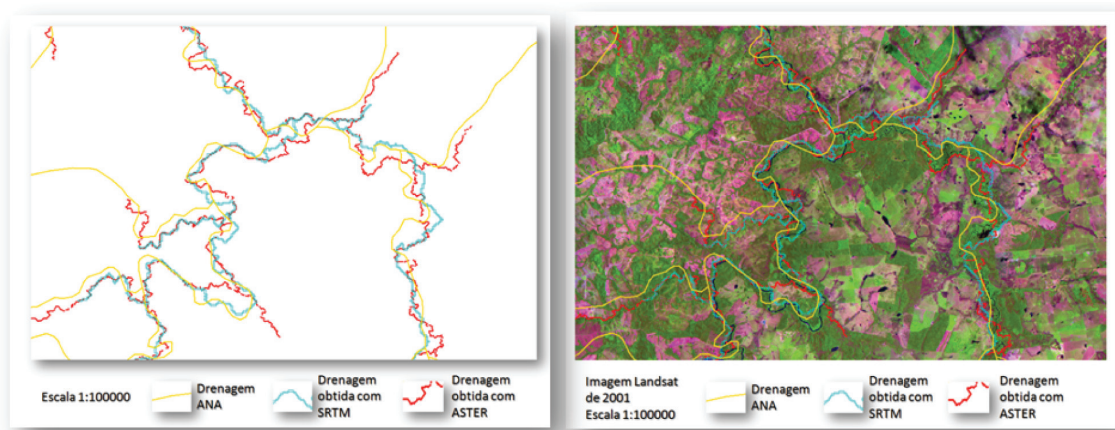 Escala 1:100000
Drenagem
ANA
Drenagem
obtida com
SRTM
Drenagem
obtida com
ASTER
Imagem Landsat
de 2001
Escala 1:100000
Drenagem
ANA
Drenagem
obtida com
SRTM
Drenagem
obtida com
ASTER